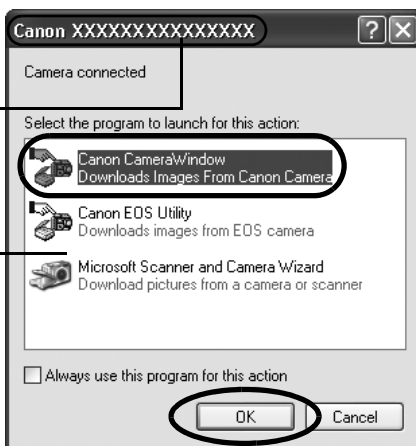 Canon XXXXXXXXXXXXXXX
Camera connected
Select the program to launch for this action:
Canon CameraWindow
Downloads Images From Canon Camera
Canon EOS Utility
Downloads images from EOS camera
Microsoft Scanner and Camera Wizard
Download pictures from a camera or scanner
Always use this program for this action
OK
Cancel